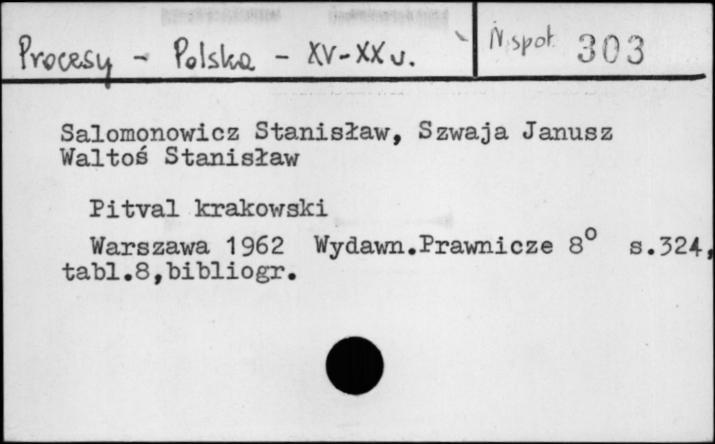 Procesy - Polska - XV-XX w.
N. społ. 303
Salomonowicz Stanisław, Szwaja Janusz
Waltoś Stanisław
Pitval krakowski
Warszawa 1962 Wydawn.Prawnicze 8° s.324,
tabl.8,bibliogr.